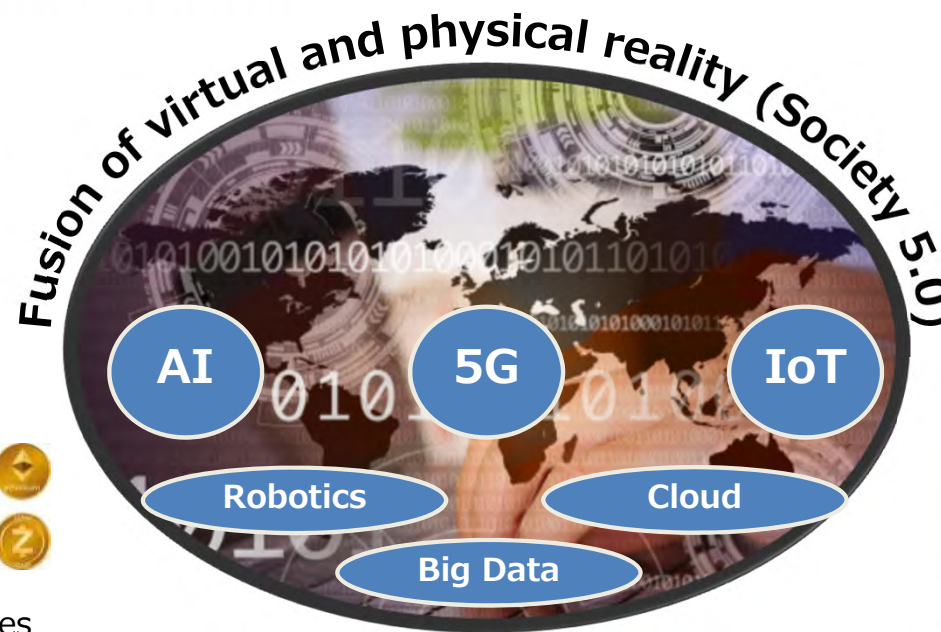 Fusion of virtual and physical reality (Society 5.0)
AI
5G
IoT
Robotics
Cloud
Big Data
es